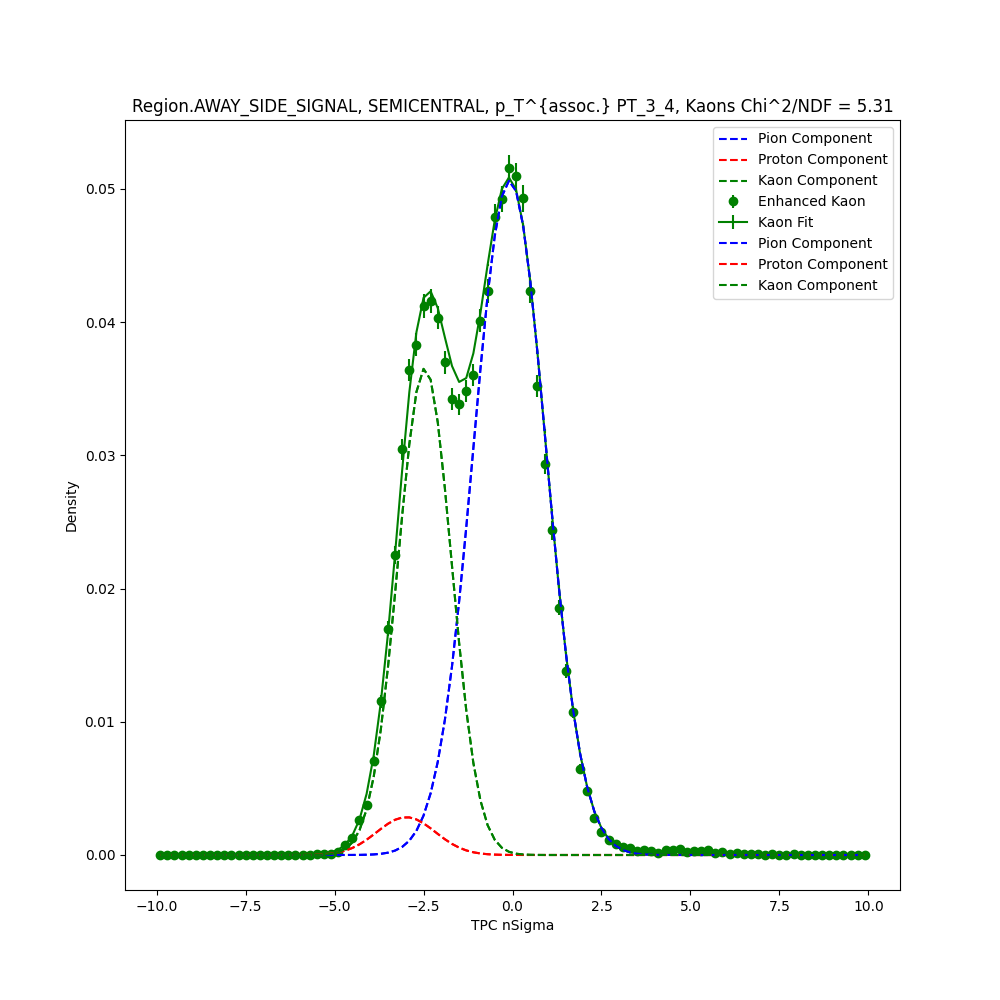 Region.AWAY_SIDE_SIGNAL, SEMICENTRAL, p_T^{assoc.} PT_3_4, Kaons Chi^2/NDF = 5.31
Pion Component
Proton Component
Kaon Component
Enhanced Kaon
Kaon Fit
Pion Component
Proton Component
Kaon Component
0.05
0.04
0.03
0.02
0.01
0.00
Density
−10.0 −7.5 −5.0 −2.5 0.0 2.5 5.0 7.5 10.0
TPC nSigma